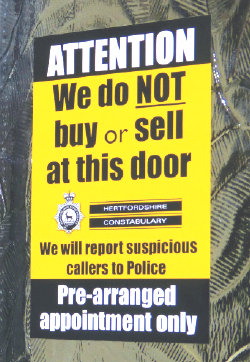 ATTENTION
We do NOT
buy or sell
at this door
HERTFORDSHIRE
CONSTABULARY
We will report suspicious
callers to Police
Pre-arranged
appointment only